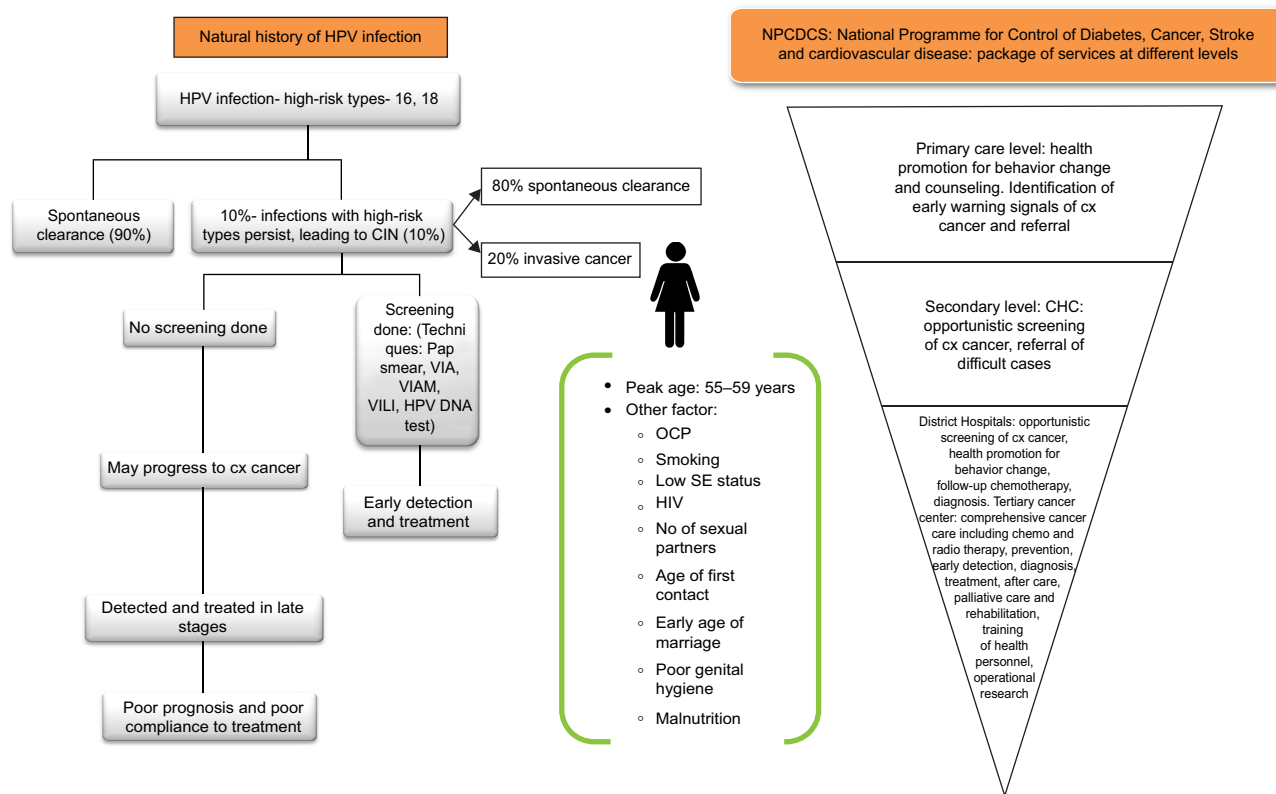 Natural history of HPV infection
HPV infection- high-risk types- 16, 18
Spontaneous
clearance (90%)
10%- infections with high-risk
types persist, leading to CIN (10%)
80% spontaneous clearance
20% invasive cancer
No screening done
Screening
done: (Techni
ques: Pap
smear, VIA,
VIAM,
VILI, HPV DNA
test)
May progress to cx cancer
Early detection
and treatment
Detected and treated in late
stages
Poor prognosis and poor
compliance to treatment
• Peak age: 55–59 years
• Other factor:
○ OCP
○ Smoking
○ Low SE status
○ HIV
○ No of sexual
partners
○ Age of first
contact
○ Early age of
marriage
○ Poor genital
hygiene
○ Malnutrition
NPCDCS: National Programme for Control of Diabetes, Cancer, Stroke
and cardiovascular disease: package of services at different levels
Primary care level: health
promotion for behavior change
and counseling. Identification of
early warning signals of cx
cancer and referral
Secondary level: CHC:
opportunistic screening
of cx cancer, referral of
difficult cases
District Hospitals: opportunistic
screening of cx cancer,
health promotion for
behavior change,
follow-up chemotherapy,
diagnosis. Tertiary cancer
center: comprehensive cancer
care including chemo and
radio therapy, prevention,
early detection, diagnosis,
treatment, after care,
palliative care and
rehabilitation,
training
of health
personnel,
operational
research